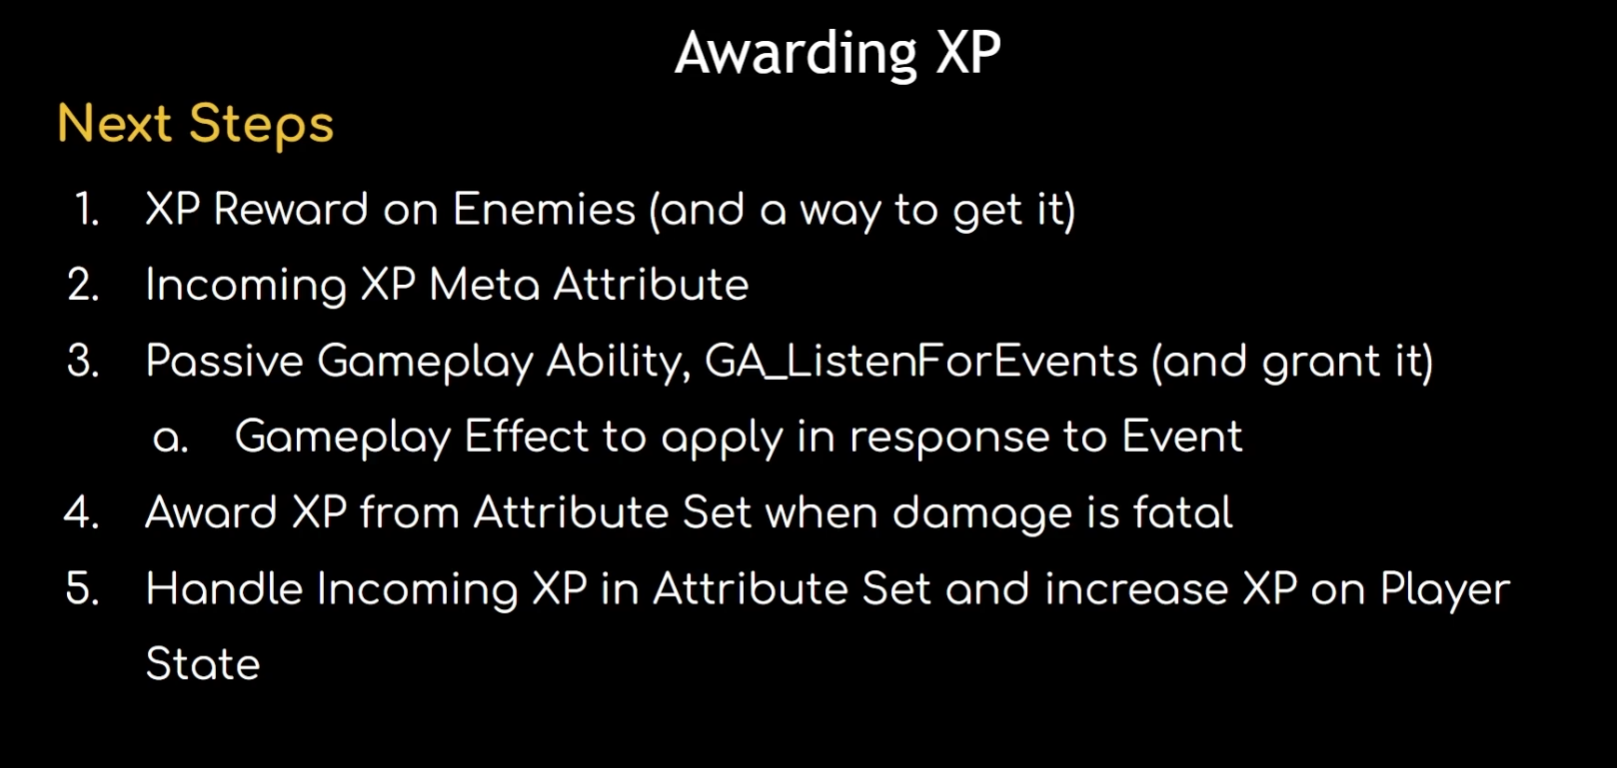 Awarding XP
Next Steps
1. XP Reward on Enemies (and a way to get it)
2. Incoming XP Meta Attribute
3. Passive Gameplay Ability, GA_ListenForEvents (and grant it)
a. Gameplay Effect to apply in response to Event
4. Award XP from Attribute Set when damage is fatal
5. Handle Incoming XP in Attribute Set and increase XP on Player
State